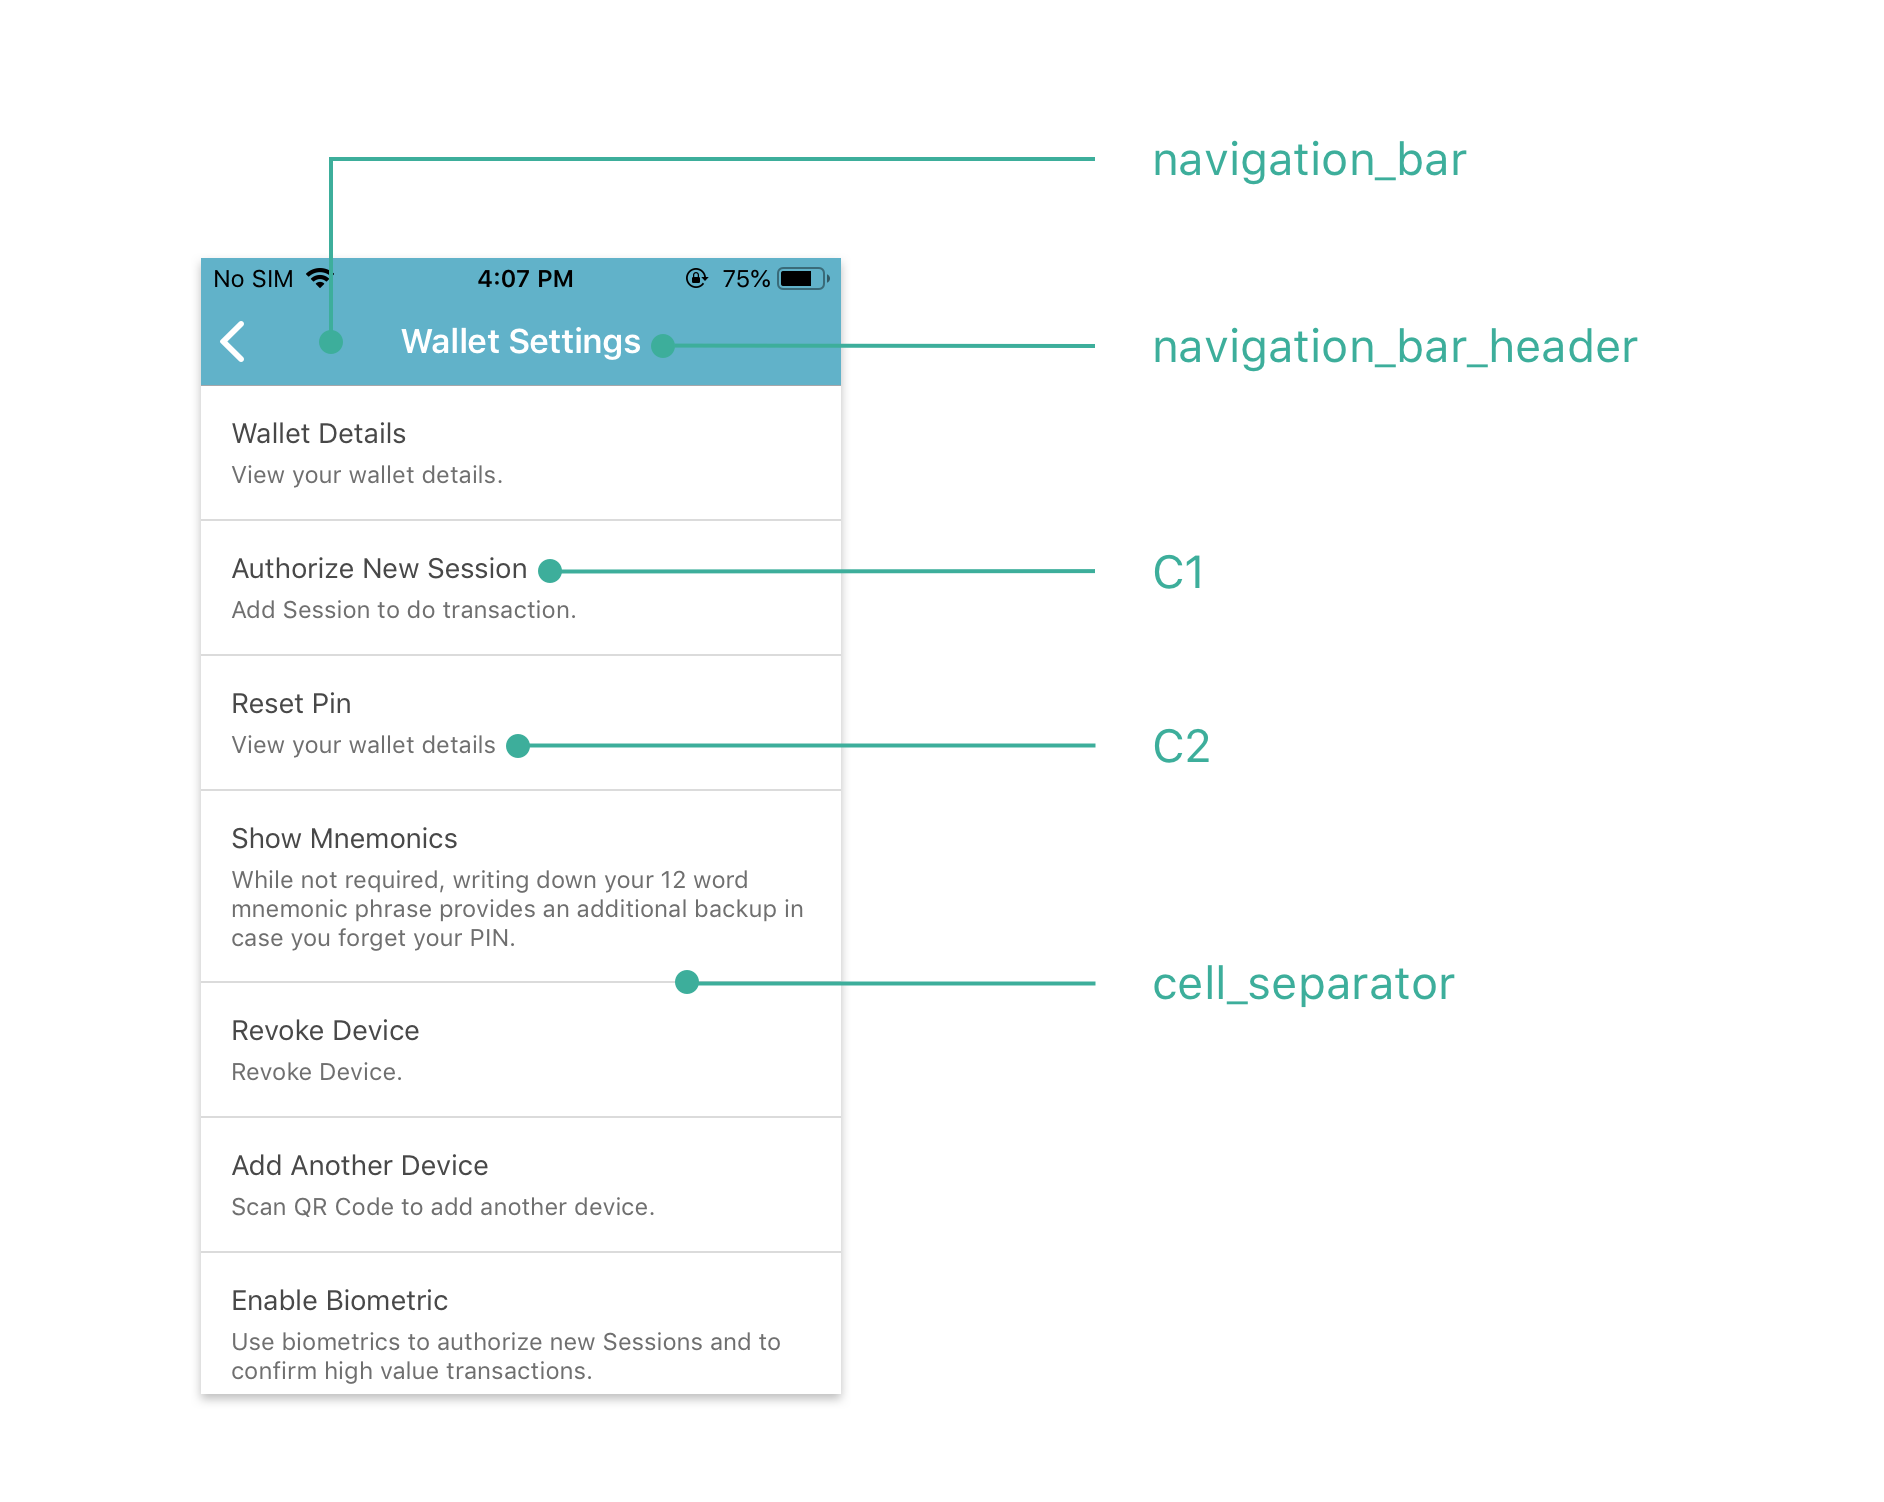 navigation_bar
No SIM 4:07 PM 75%
Wallet Settings
navigation_bar_header
Wallet Details
View your wallet details.
Authorize New Session
C1
Add Session to do transaction.
Reset Pin
View your wallet details
C2
Show Mnemonics
While not required, writing down your 12 word
mnemonic phrase provides an additional backup in
case you forget your PIN.
cell_separator
Revoke Device
Revoke Device.
Add Another Device
Scan QR Code to add another device.
Enable Biometric
Use biometrics to authorize new Sessions and to
confirm high value transactions.